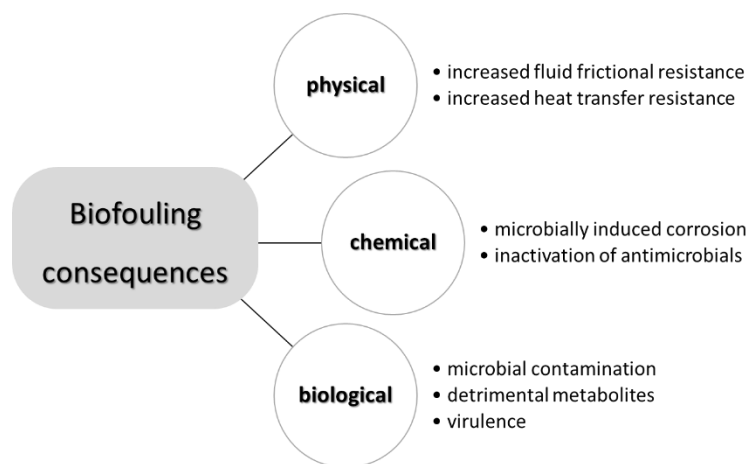 Biofouling
consequences
physical
• increased fluid frictional resistance
• increased heat transfer resistance
chemical
• microbially induced corrosion
• inactivation of antimicrobials
biological
• microbial contamination
• detrimental metabolites
• virulence